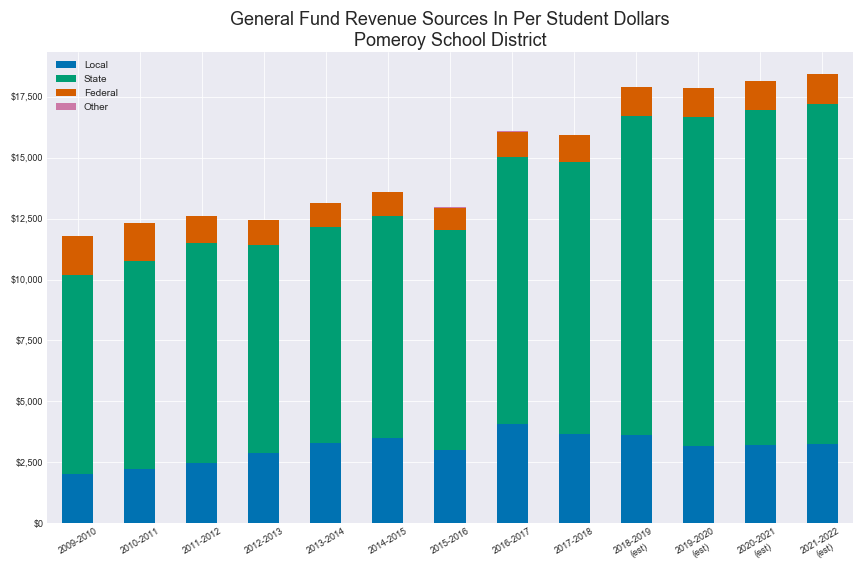 General Fund Revenue Sources In Per Student Dollars
Pomeroy School District
Local
State
Federal
Other
$17,500
$15,000
$12,500
$10,000
$7,500
$5,000
$2,500
$0
2009-2010
2010-2011
2011-2012
2012-2013
2013-2014
2014-2015
2015-2016
2016-2017
2017-2018
2018-2019
(est)
2019-2020
(est)
2020-2021
(est)
2021-2022
(est)